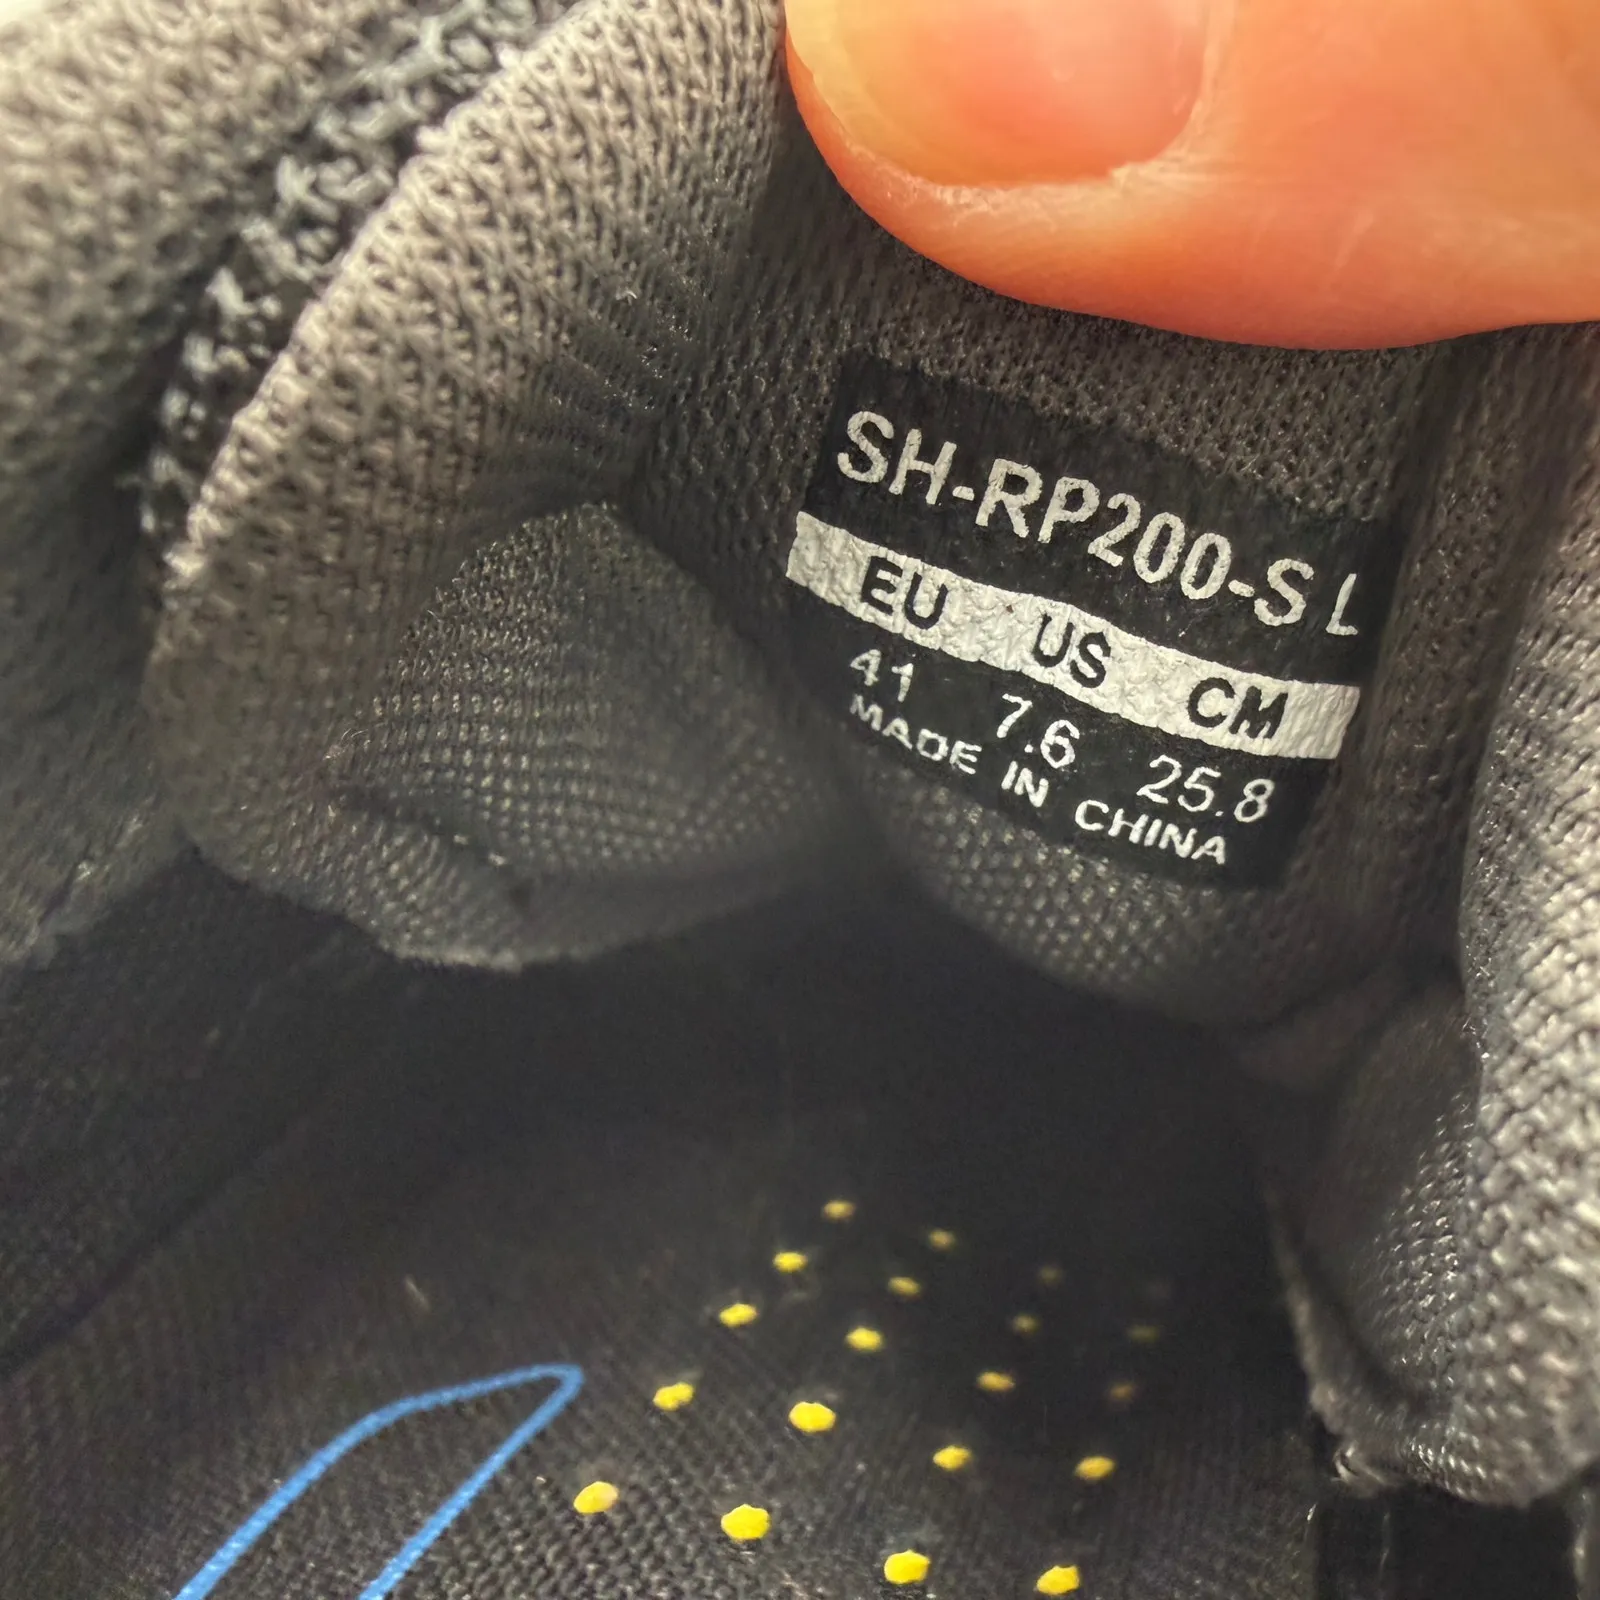 SH-RP200-S L
EU US CM
41 7.6 25.8
MADE IN CHINA